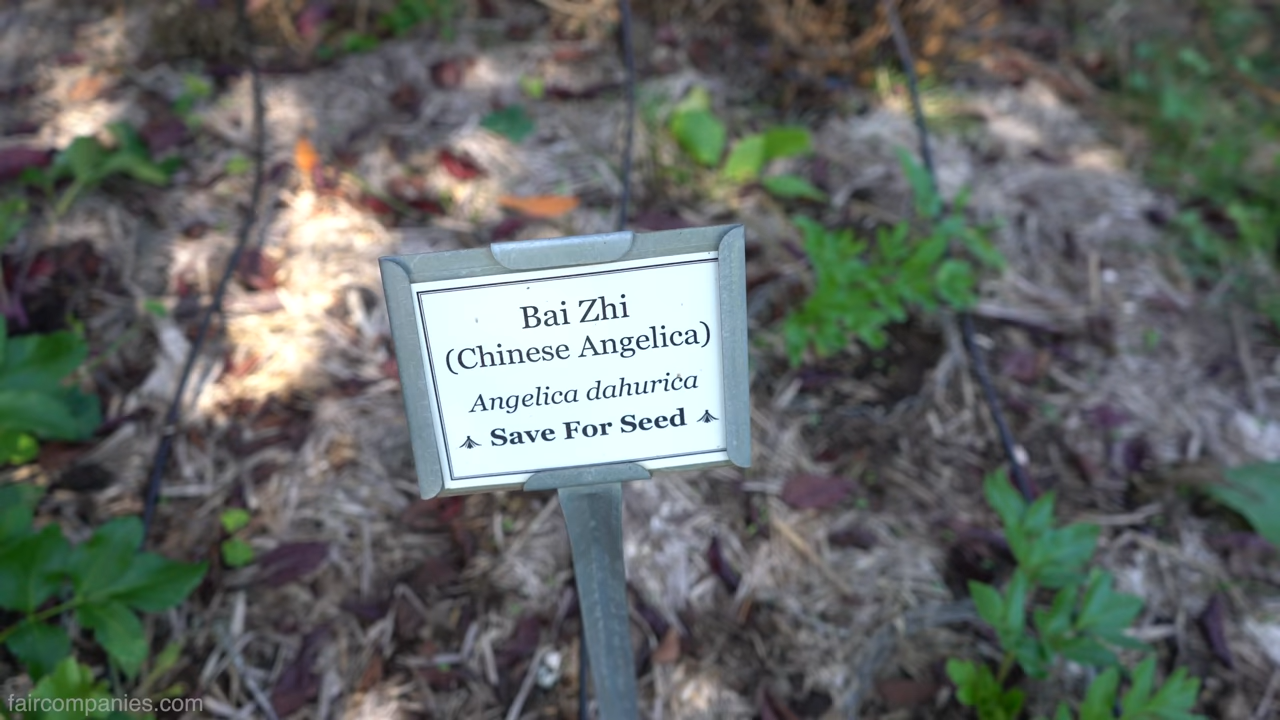 Bai Zhi
(Chinese Angelica)
Angelica dahurica
Save For Seed
faircompanies.com